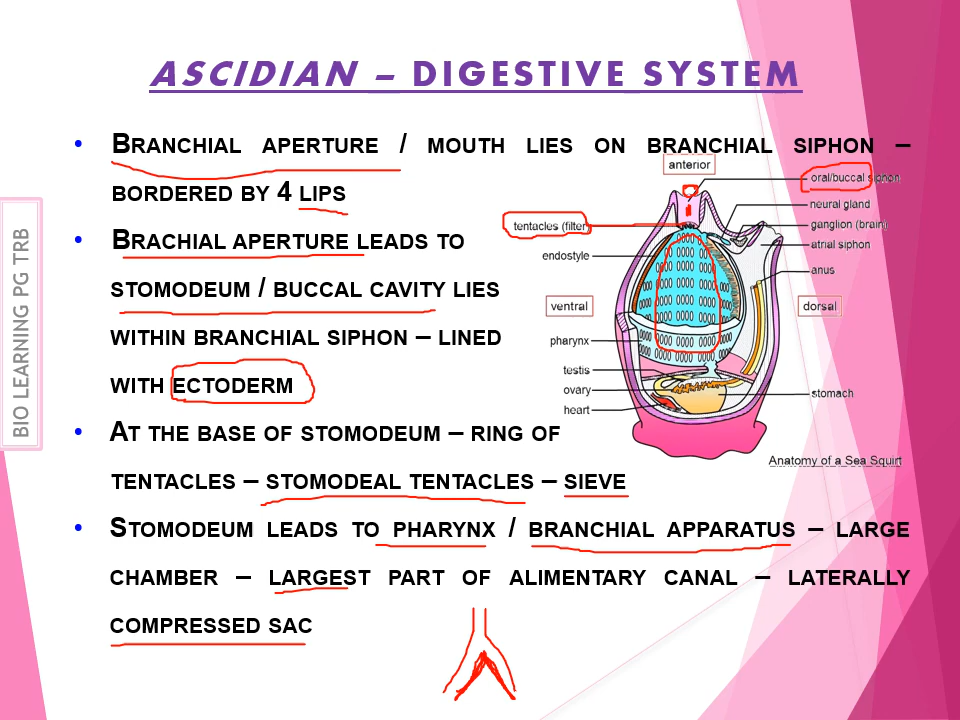 ASCIDIAN – DIGESTIVE SYSTEM
• BRANCHIAL APERTURE / MOUTH LIES ON BRANCHIAL SIPHON –
BORDERED BY 4 LIPS
• BRACHIAL APERTURE LEADS TO
STOMODEUM / BUCCAL CAVITY LIES
WITHIN BRANCHIAL SIPHON – LINED
WITH ECTODERM
• AT THE BASE OF STOMODEUM – RING OF
TENTACLES – STOMODEAL TENTACLES – SIEVE
• STOMODEUM LEADS TO PHARYNX / BRANCHIAL APPARATUS – LARGE
CHAMBER – LARGEST PART OF ALIMENTARY CANAL – LATERALLY
COMPRESSED SAC
anterior
oral/buccal siphon
neural gland
tentacles (filter)
ganglion (brain)
atrial siphon
endostyle
anus
ventral
dorsal
pharynx
testis
ovary
stomach
heart
Anatomy of a Sea Squirt
BIO LEARNING PG TRB